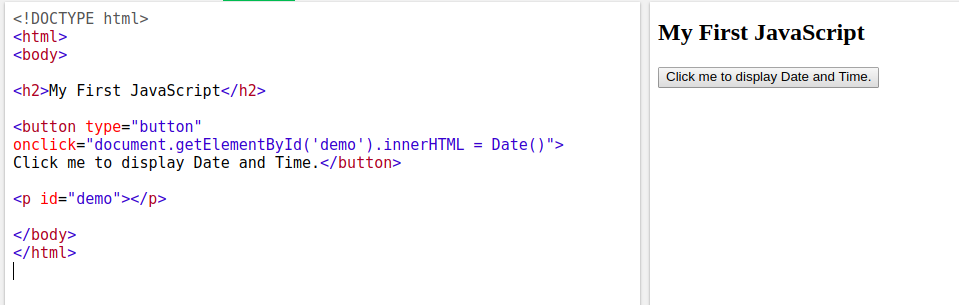 <!DOCTYPE html>
<html>
<body>
<h2>My First JavaScript</h2>
<button type="button"
onclick="document.getElementById('demo').innerHTML = Date()">
Click me to display Date and Time.</button>
<p id="demo"></p>
</body>
</html>
My First JavaScript
Click me to display Date and Time.